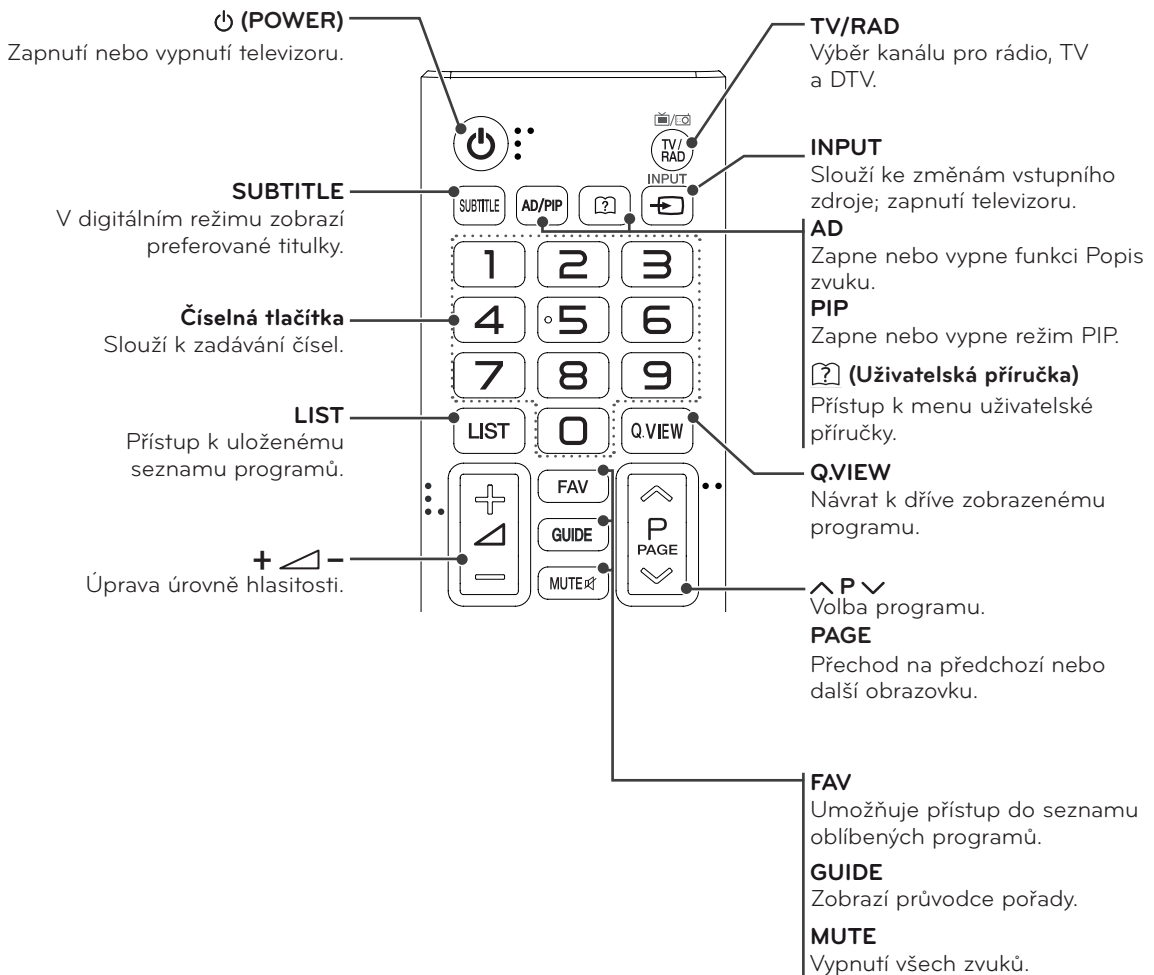 (POWER)
Zapnutí nebo vypnutí televizoru.
SUBTITLE
V digitálním režimu zobrazí
preferované titulky.
Číselná tlačítka
Slouží k zadávání čísel.
LIST
Přístup k uloženému
seznamu programů.
+ −
Úprava úrovně hlasitosti.
TV/
RAD
INPUT
SUBTITLE AD/PIP ?
1 2 3
4 5 6
7 8 9
LIST 0 Q.VIEW
+ FAV
GUIDE P
PAGE
− MUTE
TV/RAD
Výběr kanálu pro rádio, TV
a DTV.
INPUT
Slouží ke změnám vstupního
zdroje; zapnutí televizoru.
AD
Zapne nebo vypne funkci Popis
zvuku.
PIP
Zapne nebo vypne režim PIP.
? (Uživatelská příručka)
Přístup k menu uživatelské
příručky.
Q.VIEW
Návrat k dříve zobrazenému
programu.
P
Volba programu.
PAGE
Přechod na předchozí nebo
další obrazovku.
FAV
Umožňuje přístup do seznamu
oblíbených programů.
GUIDE
Zobrazí průvodce pořady.
MUTE
Vypnutí všech zvuků.